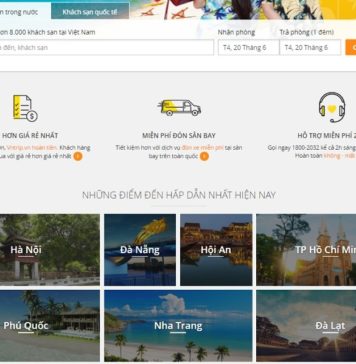 n trong nước Khách sạn quốc tế
ơn 8.000 khách sạn tại Việt Nam Nhận phòng Trả phòng (1 đêm)
đến, khách sạn T4, 20 Tháng 6 T4, 20 Tháng 6
HƠN GIÁ RẺ NHẤT MIỄN PHÍ ĐÓN SÂN BAY HỖ TRỢ MIỄN PHÍ 2
Vntrip.vn hoàn tiền. Khách hàng Tiết kiệm hơn với dịch vụ đón xe miễn phí tại sân Gọi ngay 1800-2032 kể cả 2h sáng
ua với giá rẻ hơn giá rẻ nhất bay trên toàn quốc Hoàn toàn không - mất
NHỮNG ĐIỂM ĐẾN HẤP DẪN NHẤT HIỆN NAY
Hà Nội Đà Nẵng Hội An TP Hồ Chí Mi
Phú Quốc Nha Trang Đà Lạt